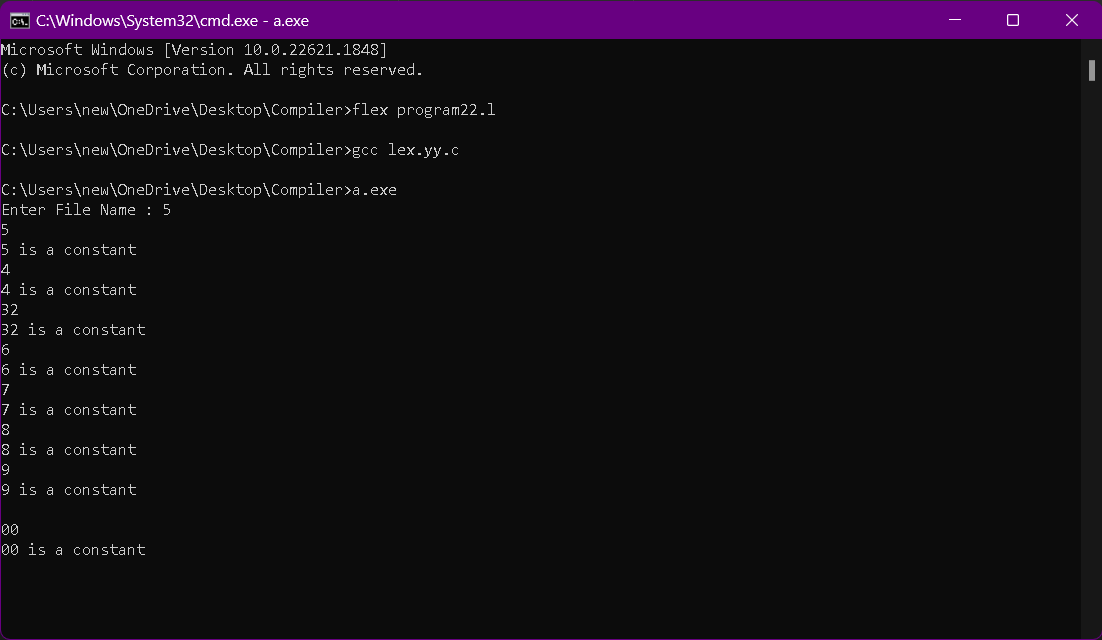 C:\Windows\System32\cmd.exe - a.exe
Microsoft Windows [Version 10.0.22621.1848]
(c) Microsoft Corporation. All rights reserved.
C:\Users\new\OneDrive\Desktop\Compiler>flex program22.l
C:\Users\new\OneDrive\Desktop\Compiler>gcc lex.yy.c
C:\Users\new\OneDrive\Desktop\Compiler>a.exe
Enter File Name : 5
5
5 is a constant
4
4 is a constant
32
32 is a constant
6
6 is a constant
7
7 is a constant
8
8 is a constant
9
9 is a constant
00
00 is a constant